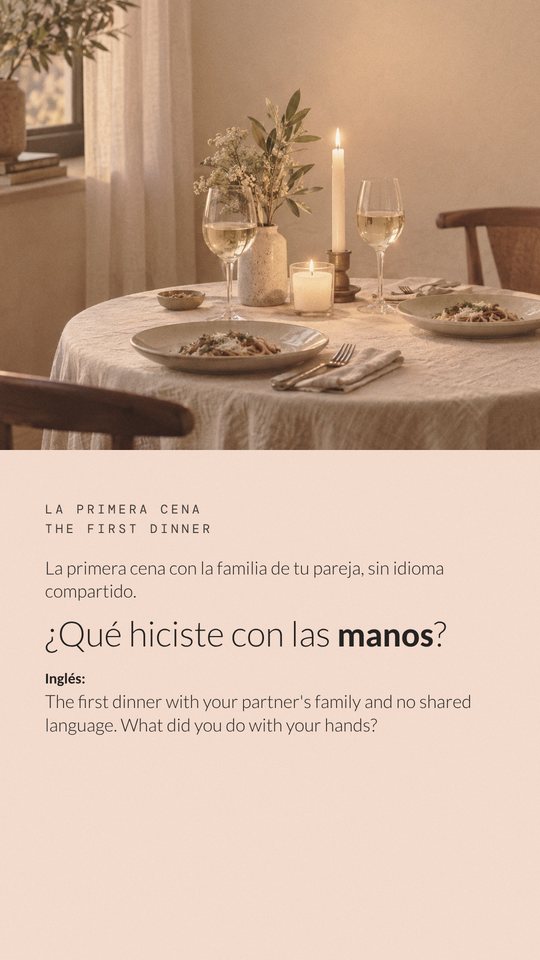 LA PRIMERA CENA
THE FIRST DINNER
La primera cena con la familia de tu pareja, sin idioma
compartido.
¿Qué hiciste con las manos?
Inglés:
The first dinner with your partner's family and no shared
language. What did you do with your hands?